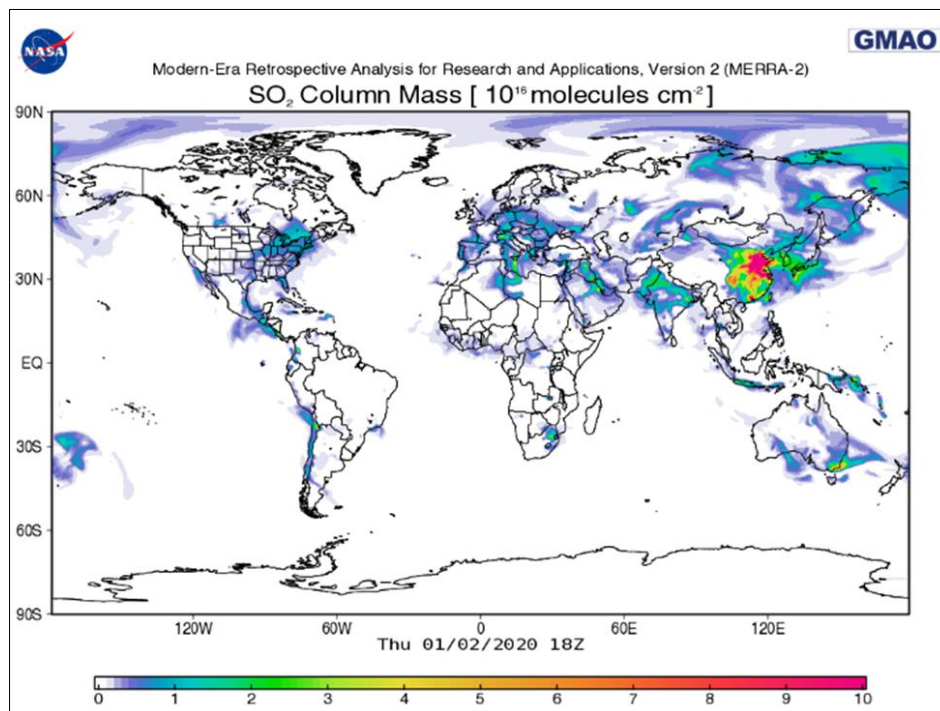 NASA
GMAO
Modern-Era Retrospective Analysis for Research and Applications, Version 2 (MERRA-2)
SO₂ Column Mass [ 10¹⁶ molecules cm⁻² ]
90N
60N
30N
EQ
30S
60S
90S
120W 60W 0 60E 120E
Thu 01/02/2020 18Z
0 1 2 3 4 5 6 7 8 9 10